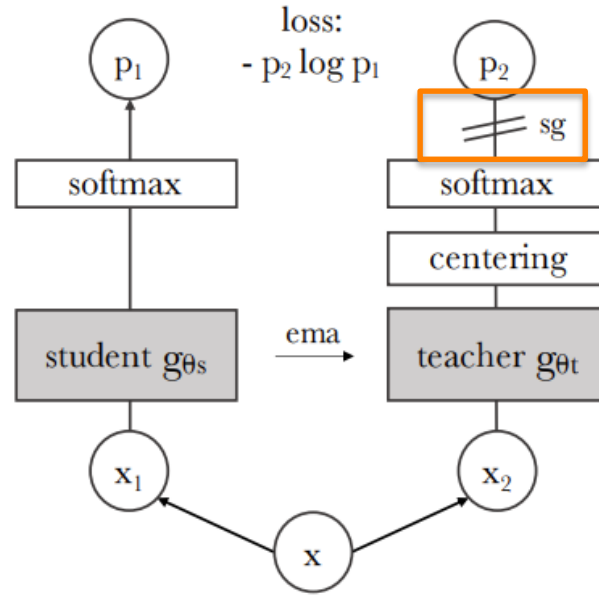 loss:
- p₂ log p₁
p₁
p₂
sg
softmax
softmax
centering
student gθs
ema
teacher gθt
x₁
x₂
x